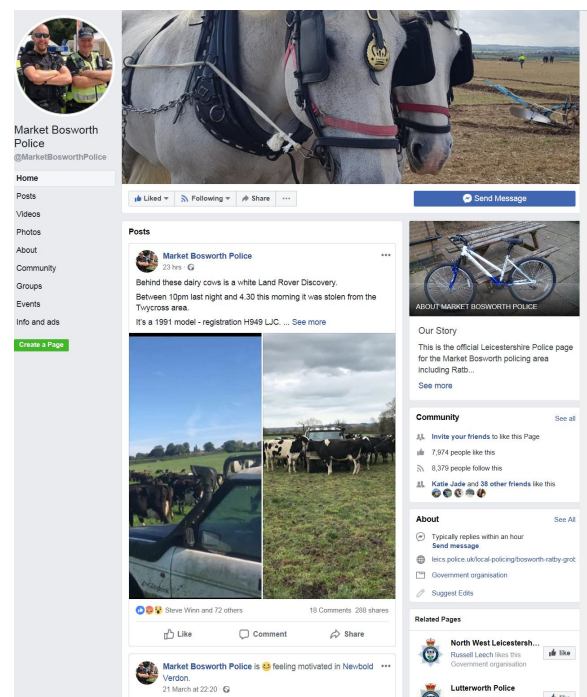 Market Bosworth
Police
@MarketBosworthPolice
Home
Posts
Videos
Photos
About
Community
Groups
Events
Info and ads
Create a Page
Liked
Following
Share
Send Message
Posts
Market Bosworth Police
23 hrs
Behind these dairy cows is a white Land Rover Discovery.
Between 10pm last night and 4.30 this morning it was stolen from the
Twycross area.
It's a 1991 model - registration H949 LJC. ... See more
Steve Winn and 72 others
18 Comments 288 shares
Like
Comment
Share
Market Bosworth Police is feeling motivated in Newbold
Verdon.
21 March at 22:20
ABOUT MARKET BOSWORTH POLICE
Our Story
This is the official Leicestershire Police page
for the Market Bosworth policing area
including Ratb...
See more
Community
See all
Invite your friends to like this Page
7,974 people like this
8,379 people follow this
Katie Jade and 38 other friends like this
About
See All
Typically replies within an hour
Send message
leics.police.uk/local-policing/bosworth-ratby-grob
Government organisation
Suggest Edits
Related Pages
North West Leicestersh...
Russell Leech likes this
Government organisation
like
Lutterworth Police
like